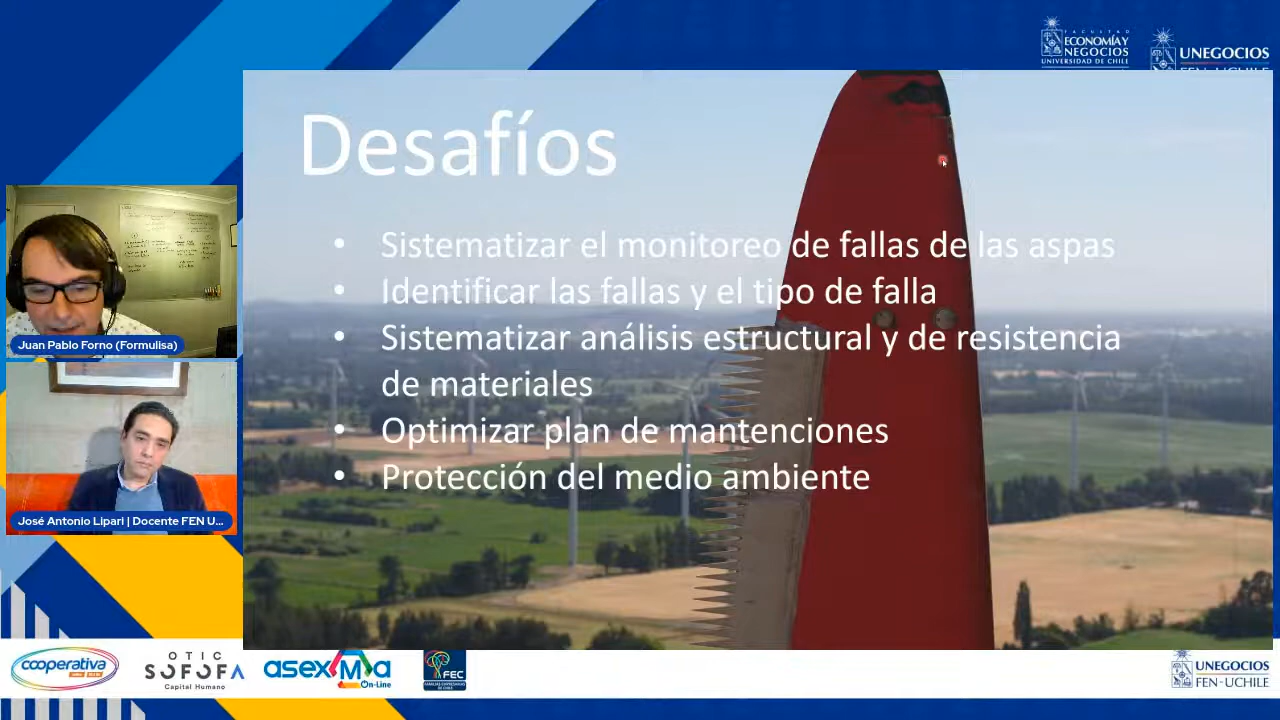 FACULTAD
ECONOMÍA Y
NEGOCIOS
UNIVERSIDAD DE CHILE
UNEGOCIOS
FEN-UCHILE
Desafíos
• Sistematizar el monitoreo de fallas de las aspas
• Identificar las fallas y el tipo de falla
• Sistematizar análisis estructural y de resistencia
de materiales
• Optimizar plan de mantenciones
• Protección del medio ambiente
Juan Pablo Forno (Formulisa)
José Antonio Lipari | Docente FEN U...
cooperativa
OTIC
SOFOFA
Capital Humano
asexma
On-Line
FEC
UNEGOCIOS
FEN-UCHILE